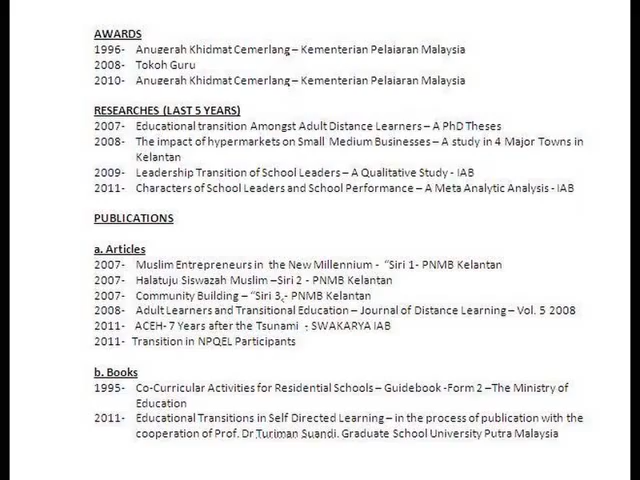 AWARDS
1996- Anugerah Khidmat Cemerlang – Kementerian Pelajaran Malaysia
2008- Tokoh Guru
2010- Anugerah Khidmat Cemerlang – Kementerian Pelajaran Malaysia
RESEARCHES (LAST 5 YEARS)
2007- Educational transition Amongst Adult Distance Learners – A PhD Theses
2008- The impact of hypermarkets on Small Medium Businesses – A study in 4 Major Towns in
Kelantan
2009- Leadership Transition of School Leaders – A Qualitative Study - IAB
2011- Characters of School Leaders and School Performance – A Meta Analytic Analysis - IAB
PUBLICATIONS
a. Articles
2007- Muslim Entrepreneurs in the New Millennium - “Siri 1- PNMB Kelantan
2007- Halatuju Siswazah Muslim –Siri 2 - PNMB Kelantan
2007- Community Building – “Siri 3,- PNMB Kelantan
2008- Adult Learners and Transitional Education – Journal of Distance Learning – Vol. 5 2008
2011- ACEH- 7 Years after the Tsunami - SWAKARYA IAB
2011- Transition in NPQEL Participants
b. Books
1995- Co-Curricular Activities for Residential Schools – Guidebook -Form 2 –The Ministry of
Education
2011- Educational Transitions in Self Directed Learning – in the process of publication with the
cooperation of Prof. Dr Turiman Suandi. Graduate School University Putra Malaysia